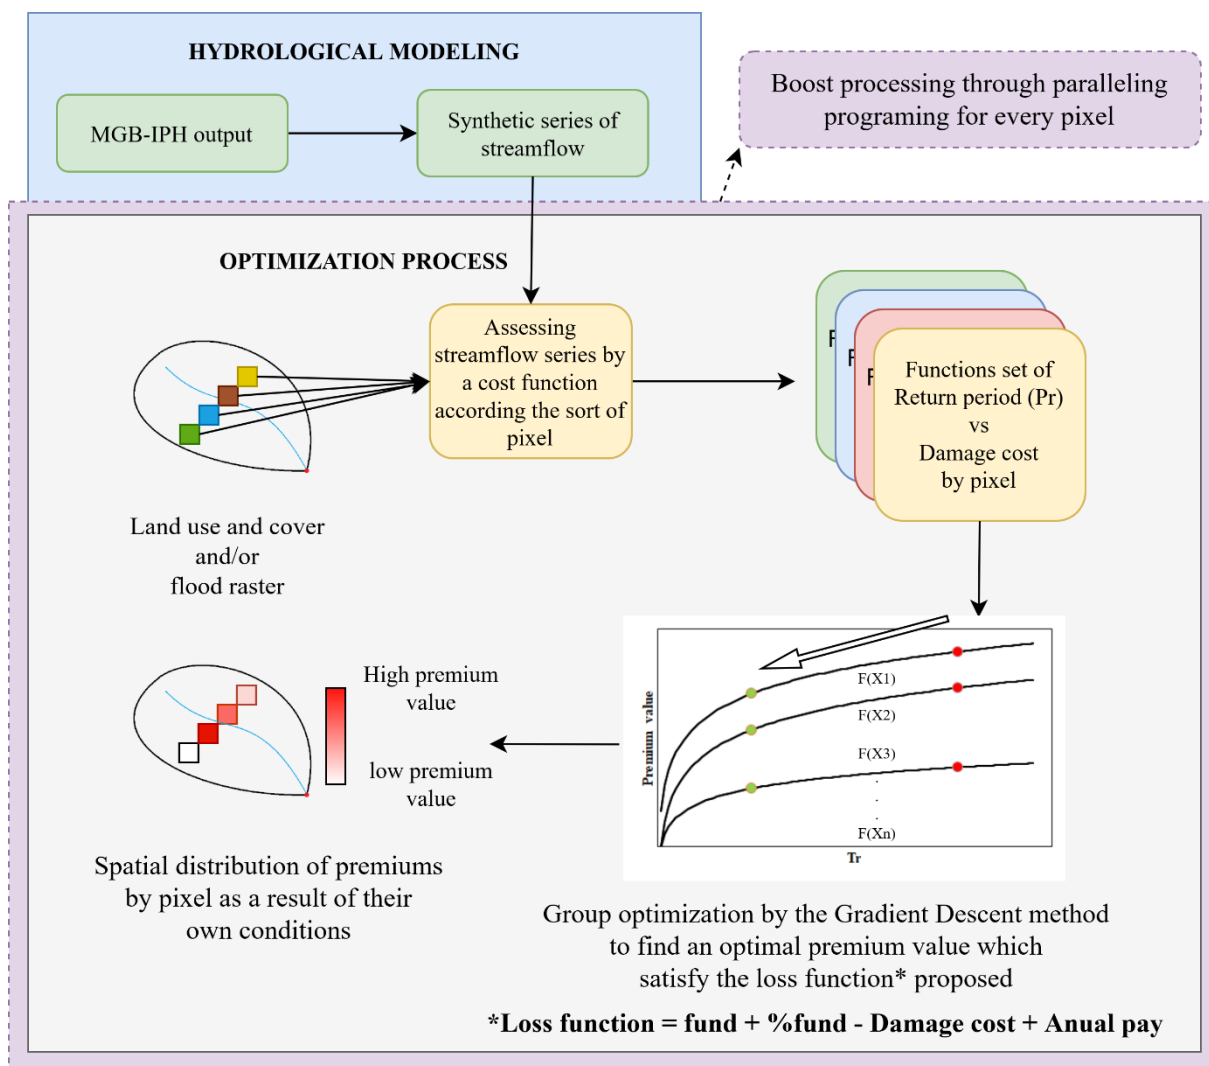 HYDROLOGICAL MODELING
MGB-IPH output
Synthetic series of
streamflow
Boost processing through paralleling
programing for every pixel
OPTIMIZATION PROCESS
Assessing
streamflow series by
a cost function
according the sort of
pixel
F
F
F
Functions set of
Return period (Pr)
vs
Damage cost
by pixel
Land use and cover
and/or
flood raster
High premium
value
low premium
value
Spatial distribution of premiums
by pixel as a result of their
own conditions
Premium value
F(X1)
F(X2)
F(X3)
.
.
.
F(Xn)
Tr
Group optimization by the Gradient Descent method
to find an optimal premium value which
satisfy the loss function* proposed
*Loss function = fund + %fund - Damage cost + Anual pay